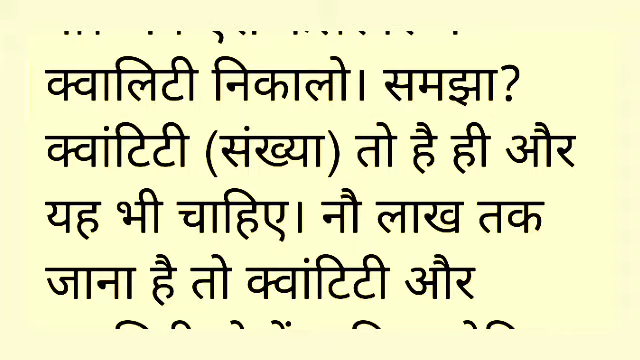 क्वालिटी निकालो। समझा?
क्वांटिटी (संख्या) तो है ही और
यह भी चाहिए। नौ लाख तक
जाना है तो क्वांटिटी और